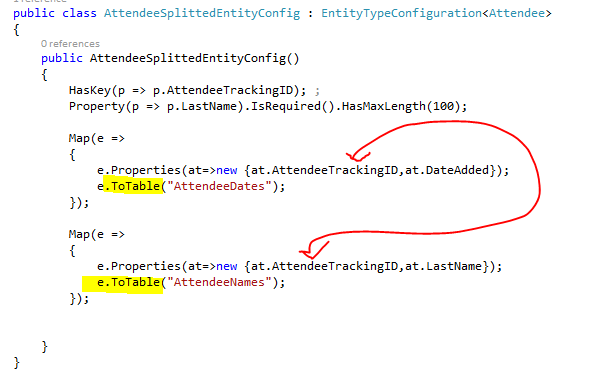 public class AttendeeSplittedEntityConfig : EntityTypeConfiguration<Attendee>
{
0 references
public AttendeeSplittedEntityConfig()
{
HasKey(p => p.AttendeeTrackingID); ;
Property(p => p.LastName).IsRequired().HasMaxLength(100);
Map(e =>
{
e.Properties(at=>new {at.AttendeeTrackingID,at.DateAdded});
e.ToTable("AttendeeDates");
});
Map(e =>
{
e.Properties(at=>new {at.AttendeeTrackingID,at.LastName});
e.ToTable("AttendeeNames");
});
}
}